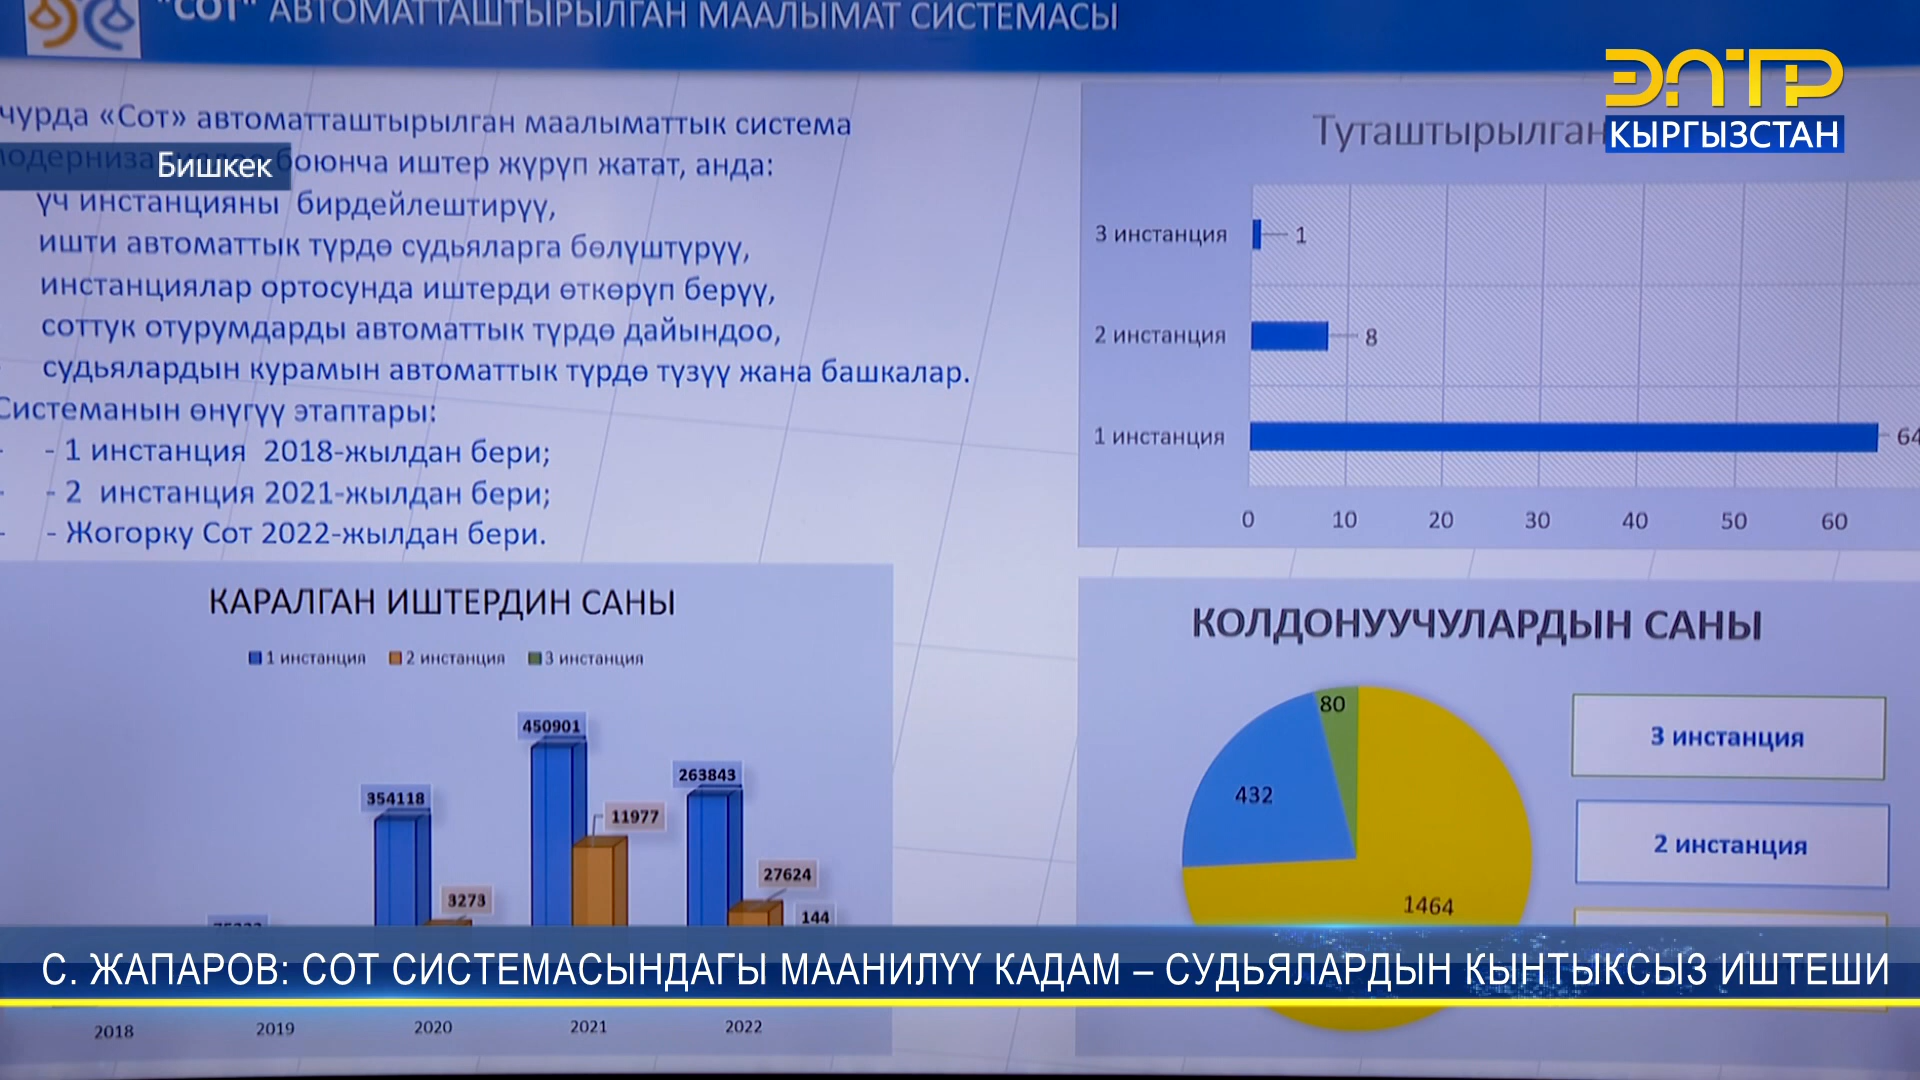 "СОТ" АВТОМАТТАШТЫРЫЛГАН МААЛЫМАТ СИСТЕМАСЫ
ЭЛТР
КЫРГЫЗСТАН
Бишкек
чурда «Сот» автоматташтырылган маалыматтык система
боюнча иштер жүрүп жатат, анда:
үч инстанцияны бирдейлештирүү,
ишти автоматтык түрдө судьяларга бөлүштүрүү,
инстанциялар ортосунда иштерди өткөрүп берүү,
соттук отурумдарды автоматтык түрдө дайындоо,
судьялардын курамын автоматтык түрдө түзүү жана башкалар.
Системанын өнүгүү этаптары:
- - 1 инстанция 2018-жылдан бери;
- - 2 инстанция 2021-жылдан бери;
- - Жогорку Сот 2022-жылдан бери.
Туташтырылган
3 инстанция 1
2 инстанция 8
1 инстанция 64
0 10 20 30 40 50 60
КАРАЛГАН ИШТЕРДИН САНЫ
1 инстанция 2 инстанция 3 инстанция
354118
3273
450901
11977
263843
27624
144
2018 2019 2020 2021 2022
КОЛДОНУУЧУЛАРДЫН САНЫ
80
432
1464
3 инстанция
2 инстанция
С. ЖАПАРОВ: СОТ СИСТЕМАСЫНДАГЫ МААНИЛҮҮ КАДАМ – СУДЬЯЛАРДЫН КЫНТЫКСЫЗ ИШТЕШИ